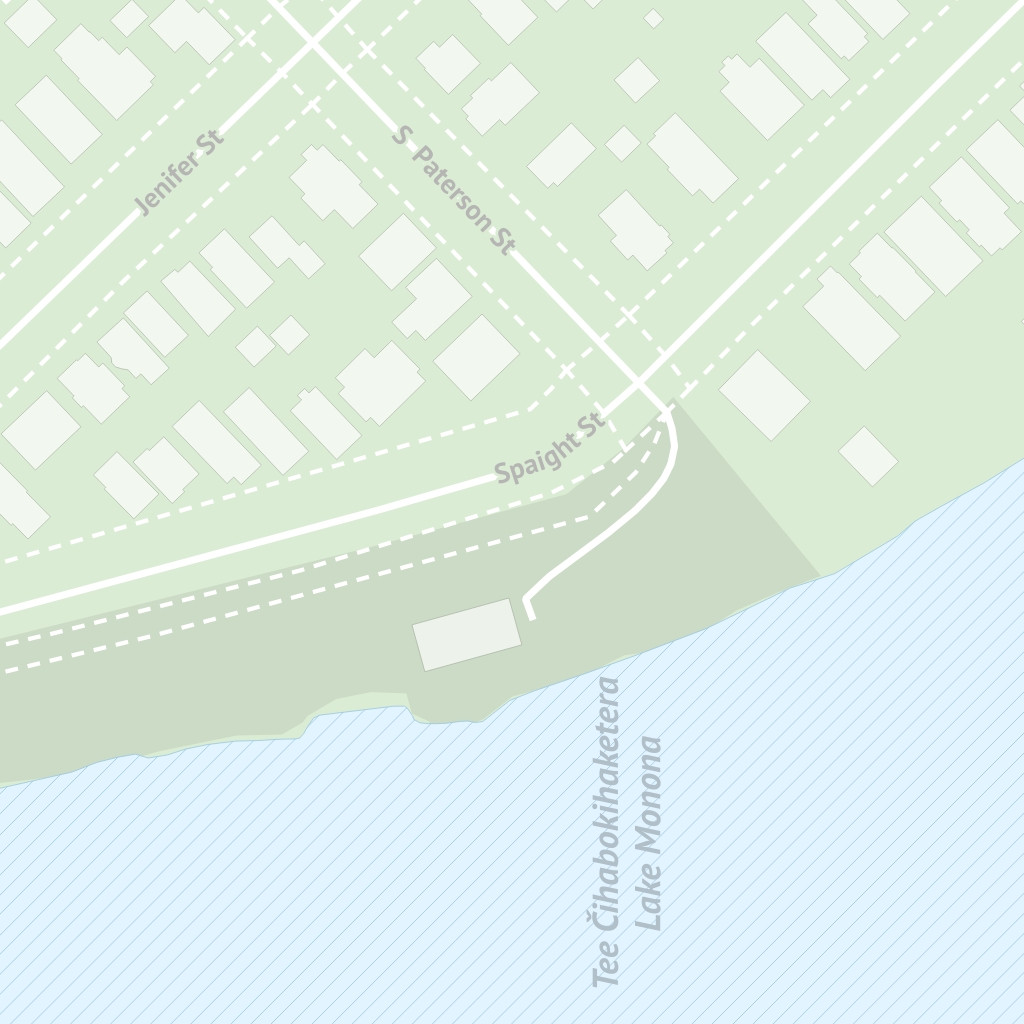 Jenifer St
S Paterson St
Spaight St
Tee Čihabokihaketera
Lake Monona